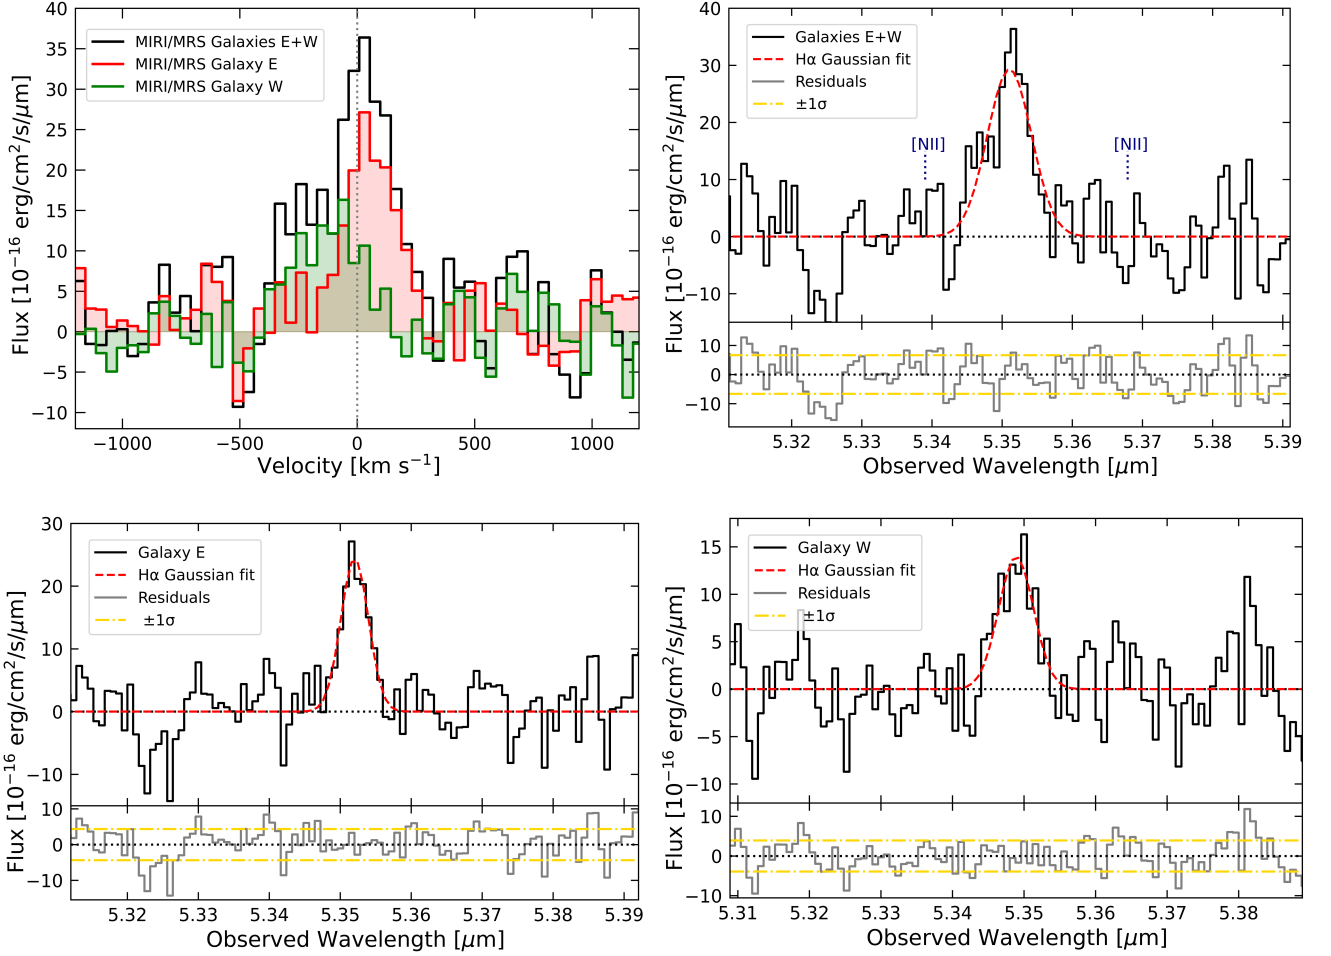 40
35
30
25
20
15
10
5
0
−5
−10
Flux [10⁻¹⁶ erg/cm²/s/μm]
MIRI/MRS Galaxies E+W
MIRI/MRS Galaxy E
MIRI/MRS Galaxy W
−1000 −500 0 500 1000
Velocity [km s⁻¹]
40
30
20
10
0
−10
10
0
−10
Flux [10⁻¹⁶ erg/cm²/s/μm]
Galaxies E+W
Hα Gaussian fit
Residuals
±1σ
[NII] [NII]
5.32 5.33 5.34 5.35 5.36 5.37 5.38 5.39
Observed Wavelength [μm]
30
20
10
0
−10
10
0
−10
Flux [10⁻¹⁶ erg/cm²/s/μm]
Galaxy E
Hα Gaussian fit
Residuals
±1σ
5.32 5.33 5.34 5.35 5.36 5.37 5.38 5.39
Observed Wavelength [μm]
15
10
5
0
−5
−10
10
0
−10
Flux [10⁻¹⁶ erg/cm²/s/μm]
Galaxy W
Hα Gaussian fit
Residuals
±1σ
5.31 5.32 5.33 5.34 5.35 5.36 5.37 5.38
Observed Wavelength [μm]